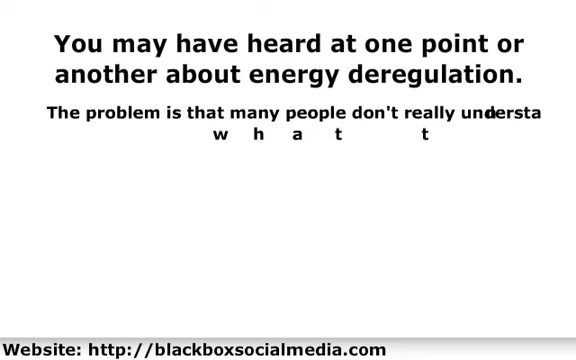 You may have heard at one point or
another about energy deregulation.
The problem is that many people don't really understa
w h a t t
Website: http://blackboxsocialmedia.com